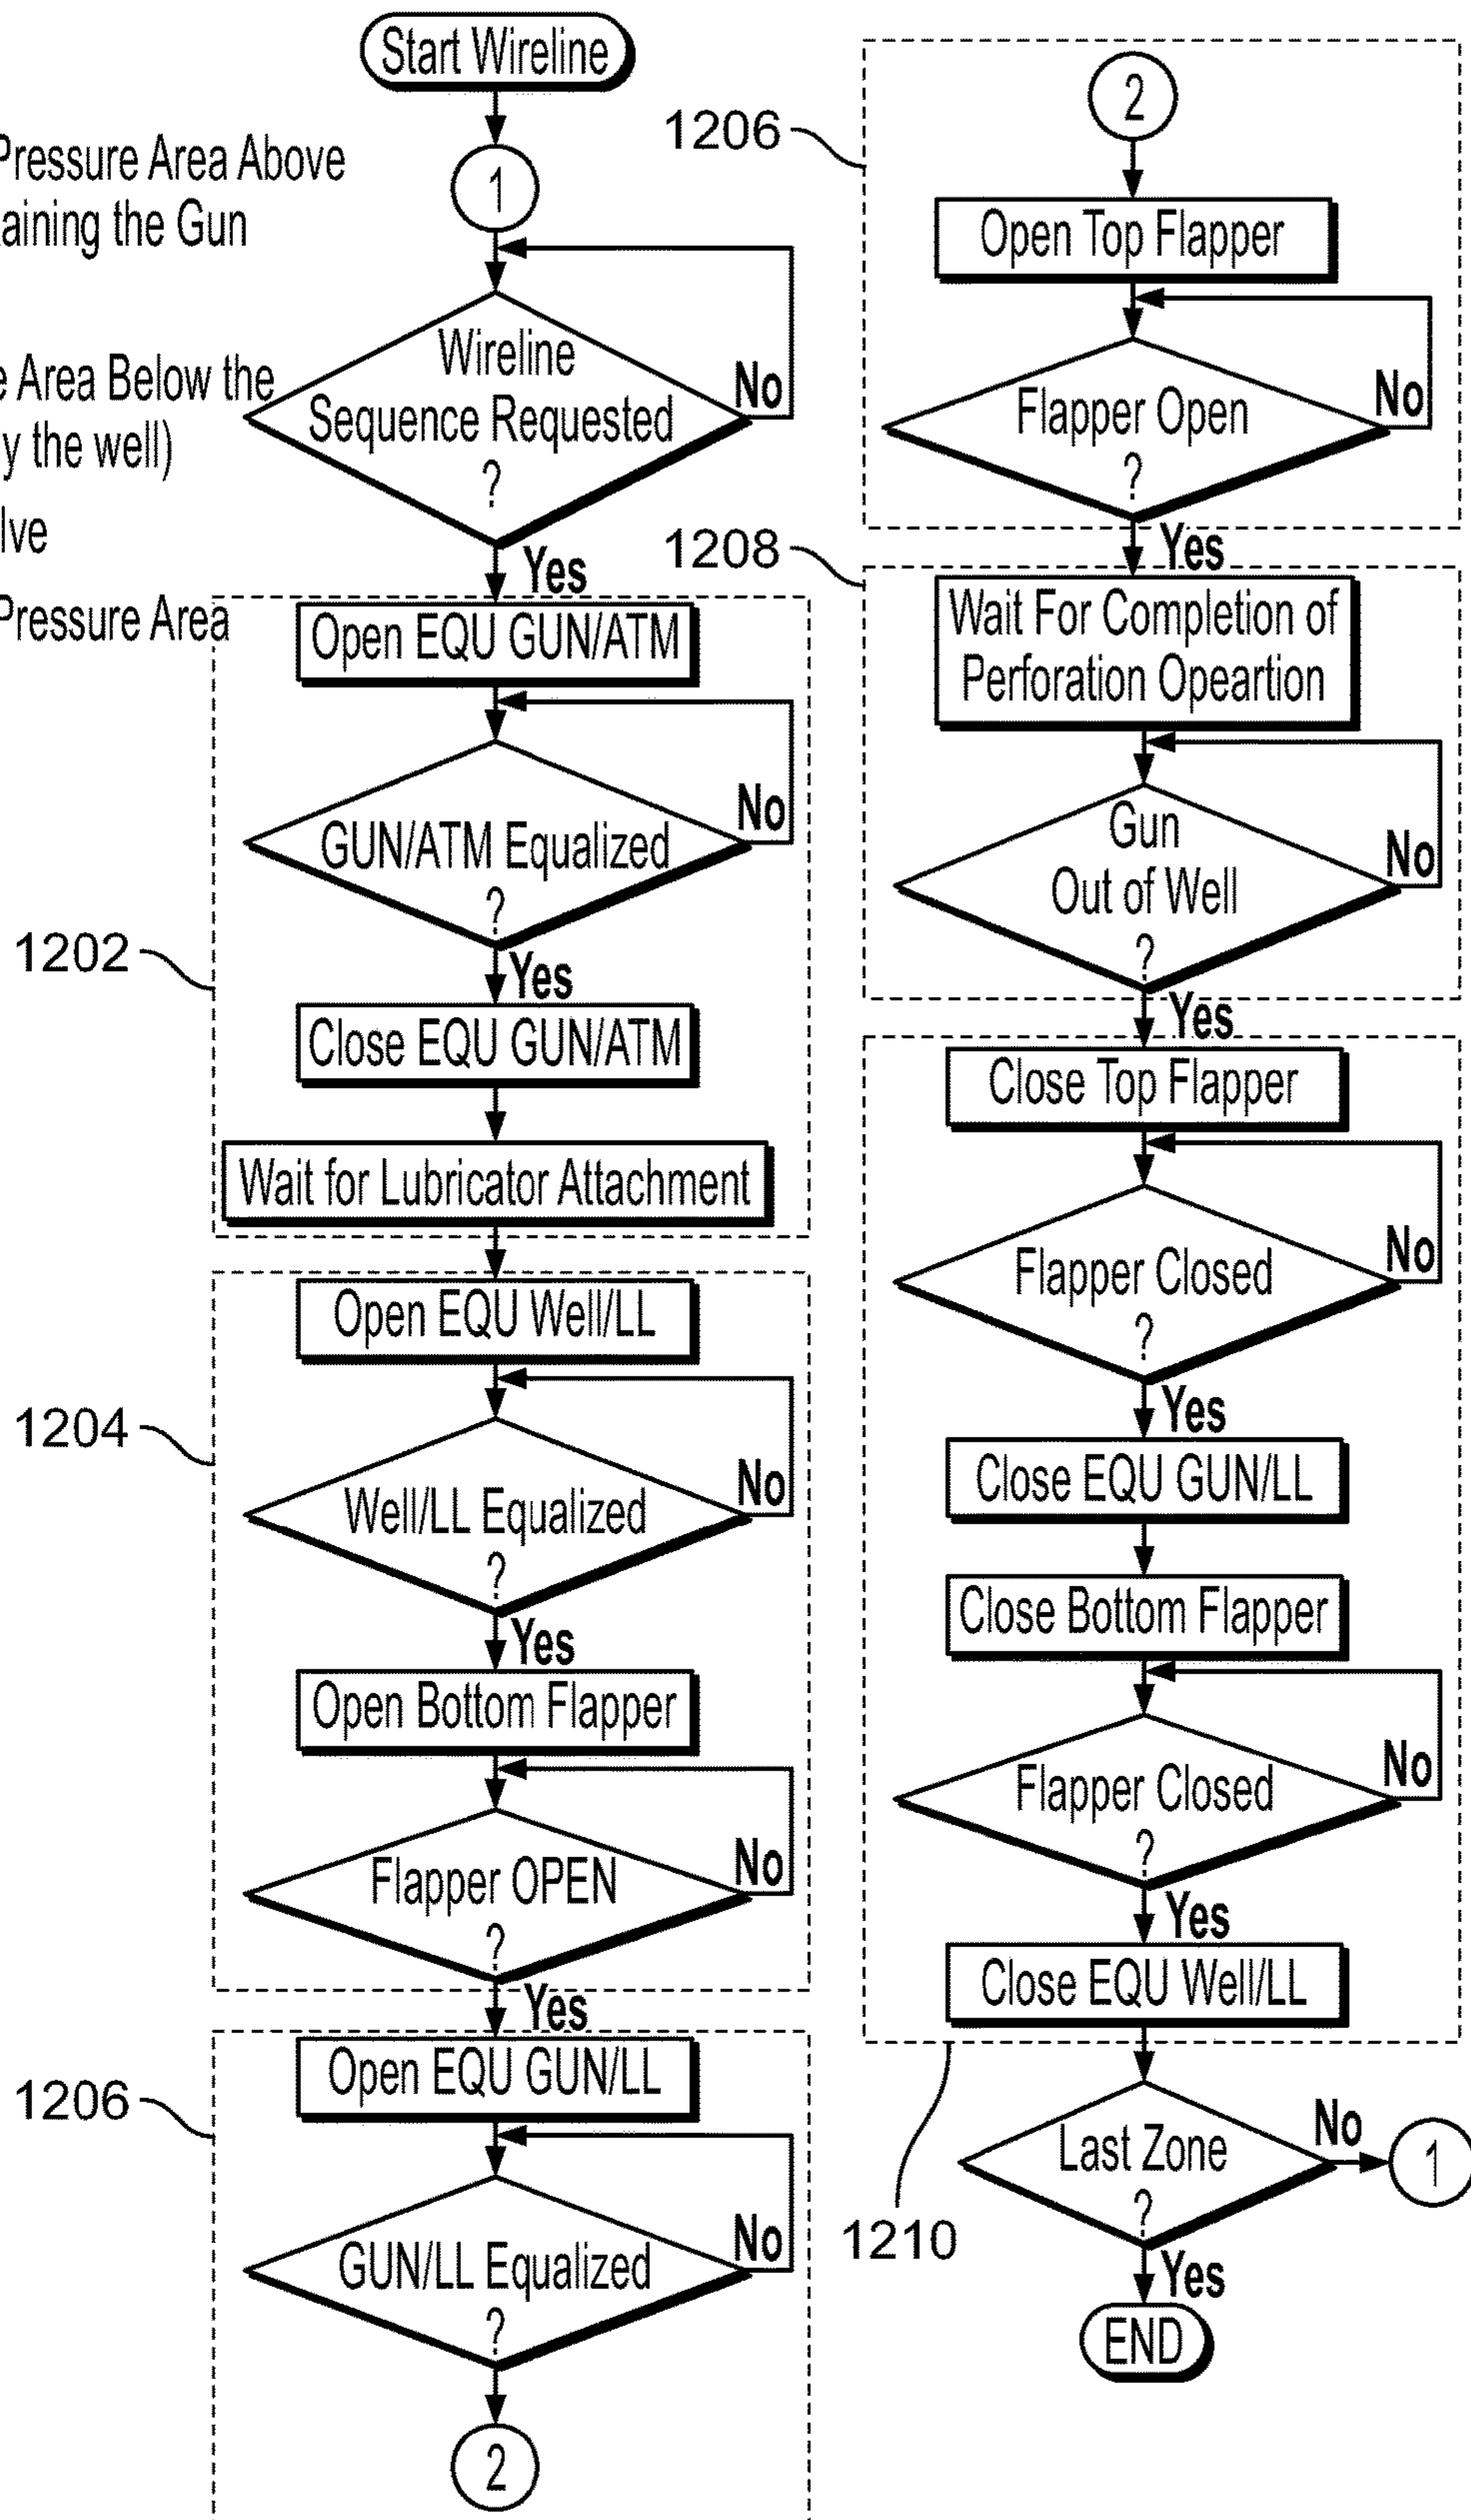 Pressure Area Above
the Gun
Area Below the
the well)
Pressure Area
Start Wireline
1
Wireline
Sequence Requested
?
No
Yes
1202
Open EQU GUN/ATM
GUN/ATM Equalized
?
No
Yes
Close EQU GUN/ATM
Wait for Lubricator Attachment
1204
Open EQU Well/LL
Well/LL Equalized
?
No
Yes
Open Bottom Flapper
Flapper OPEN
?
No
Yes
1206
Open EQU GUN/LL
GUN/LL Equalized
?
No
2
1206
2
Open Top Flapper
Flapper Open
?
No
Yes
1208
Wait For Completion of
Perforation Opeartion
Gun
Out of Well
?
No
Yes
Close Top Flapper
Flapper Closed
?
No
Yes
Close EQU GUN/LL
Close Bottom Flapper
Flapper Closed
?
No
Yes
Close EQU Well/LL
1210
Last Zone
?
No
1
Yes
END